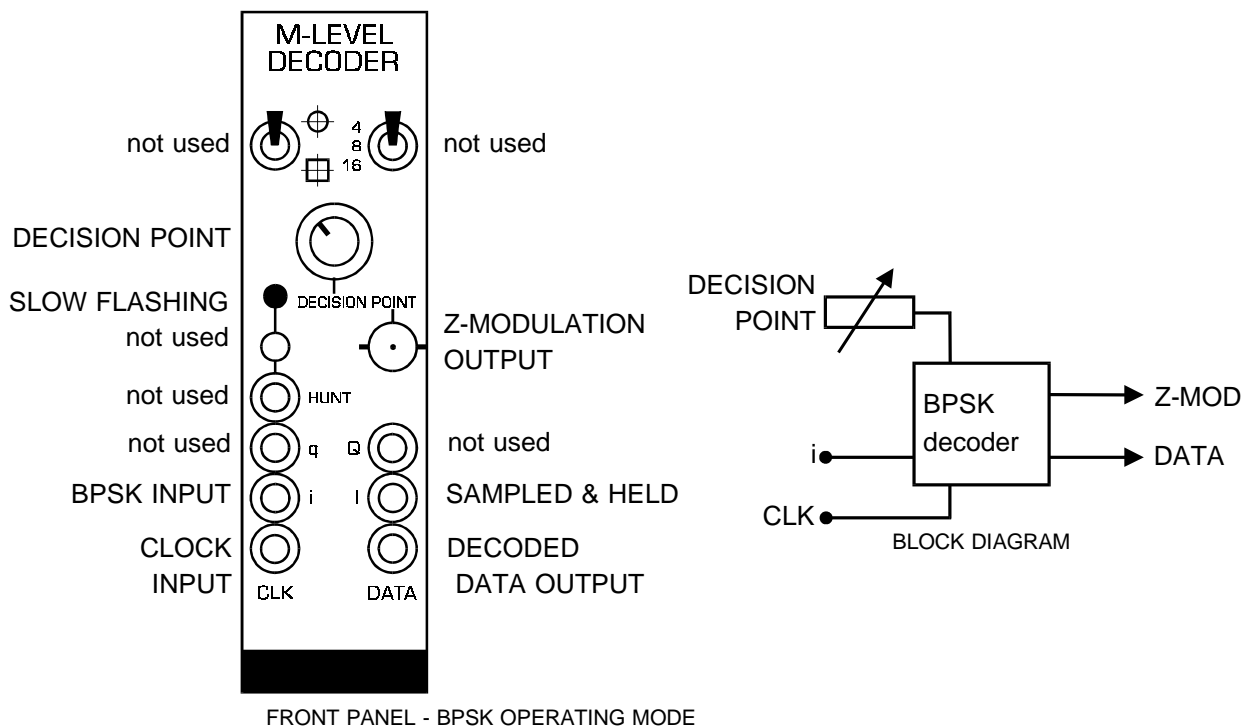 M-LEVEL
DECODER
not used
4
8
16
not used
DECISION POINT
DECISION POINT
SLOW FLASHING
not used
Z-MODULATION
OUTPUT
not used
HUNT
not used
q
Q
not used
BPSK INPUT
i
I
SAMPLED & HELD
CLOCK
INPUT
DECODED
DATA OUTPUT
CLK
DATA
FRONT PANEL - BPSK OPERATING MODE
DECISION
POINT
BPSK
decoder
Z-MOD
i
DATA
CLK
BLOCK DIAGRAM